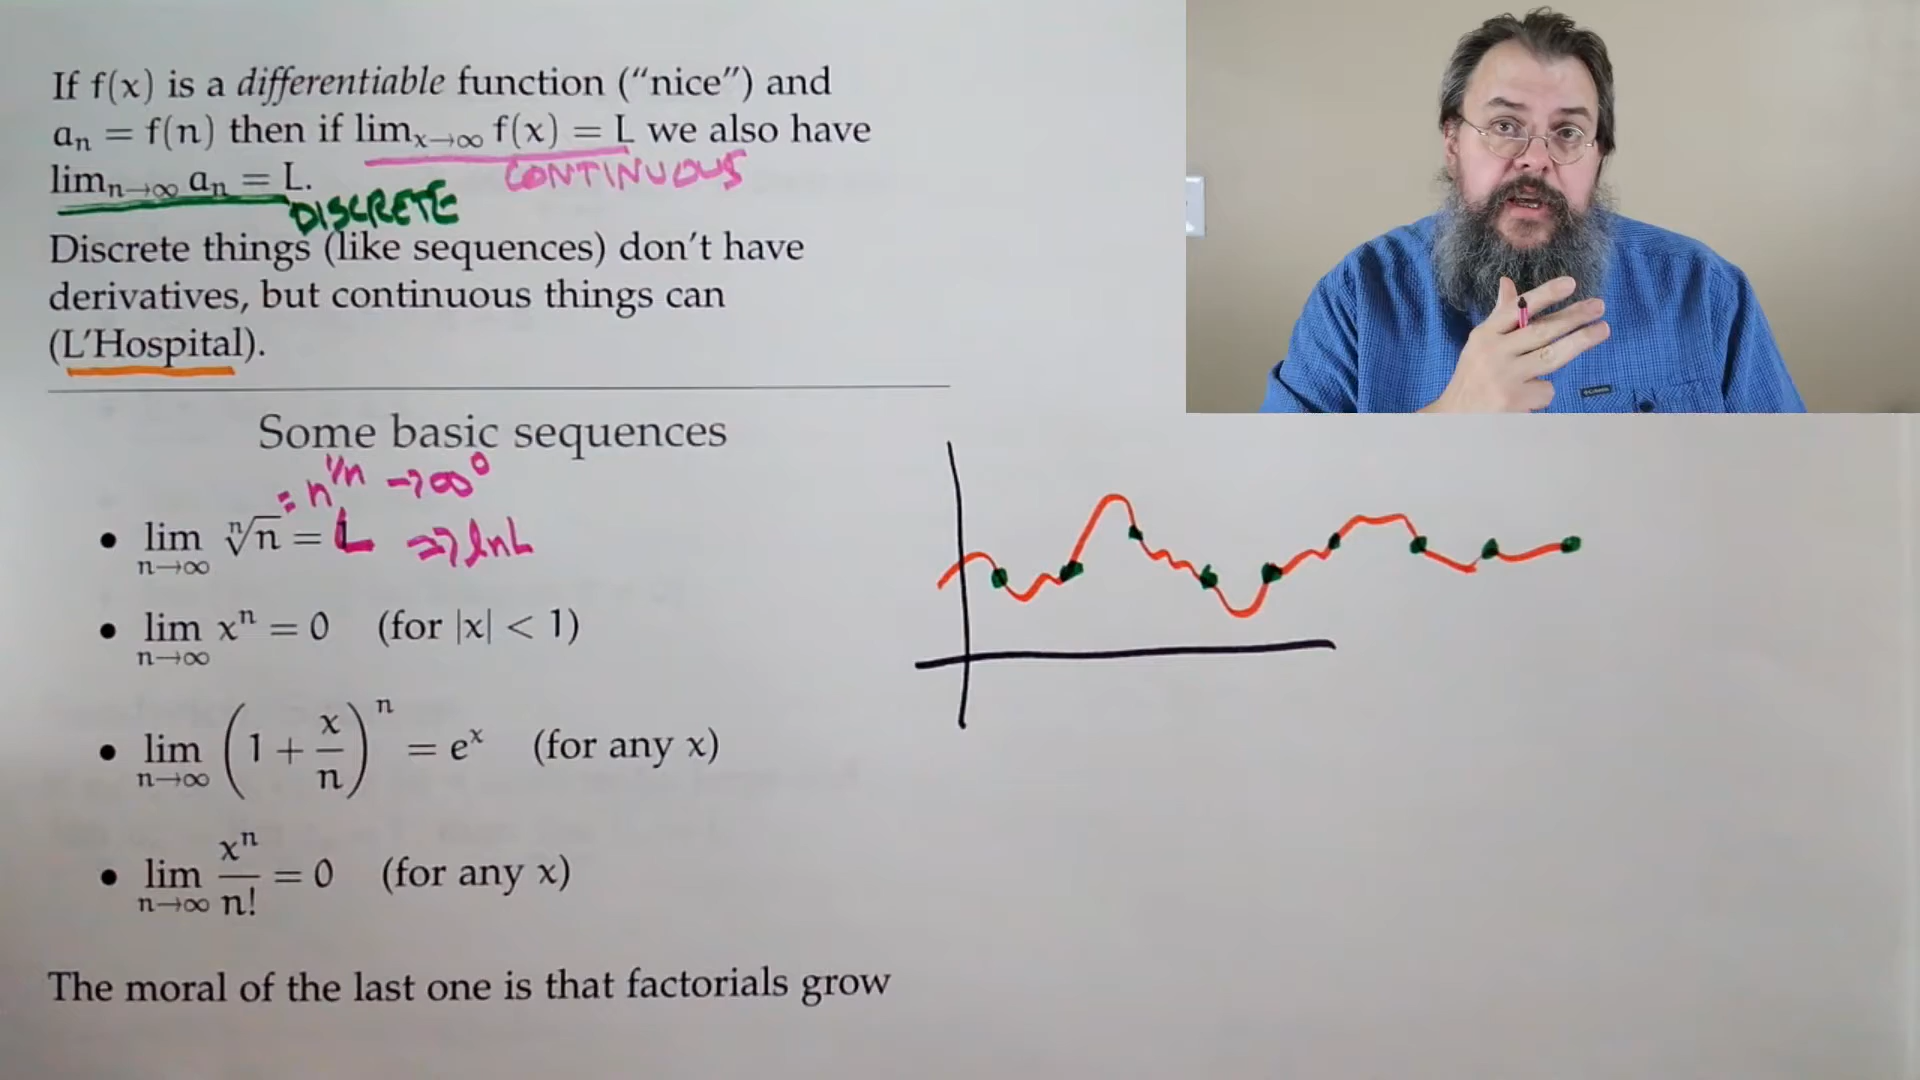 If f(x) is a differentiable function (“nice”) and
aₙ = f(n) then if limₓ→∞ f(x) = L we also have
limₙ→∞ aₙ = L.
CONTINUOUS
DISCRETE
Discrete things (like sequences) don’t have
derivatives, but continuous things can
(L’Hospital).
Some basic sequences
= n^{1/n} → ∞^0
• lim_{n→∞} ⁿ√n = L ⇒ ln L
• lim_{n→∞} xⁿ = 0 (for |x| < 1)
• lim_{n→∞} (1 + x/n)ⁿ = eˣ (for any x)
• lim_{n→∞} xⁿ/n! = 0 (for any x)
The moral of the last one is that factorials grow